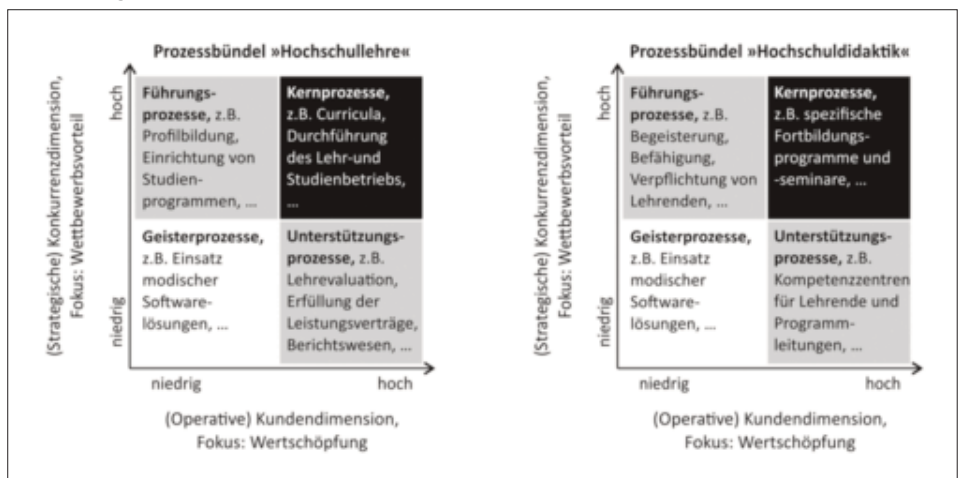 Prozessbündel »Hochschullehre«
(Strategische) Konkurrenzdimension,
Fokus: Wettbewerbsvorteil
hoch
niedrig
Führungs-
prozesse, z.B.
Profilbildung,
Einrichtung von
Studien-
programmen, ...
Kernprozesse,
z.B. Curricula,
Durchführung
des Lehr-und
Studienbetriebs,
...
Geisterprozesse,
z.B. Einsatz
modischer
Software-
lösungen, ...
Unterstützungs-
prozesse, z.B.
Lehrevaluation,
Erfüllung der
Leistungsverträge,
Berichtswesen, ...
niedrig
hoch
(Operative) Kundendimension,
Fokus: Wertschöpfung
Prozessbündel »Hochschuldidaktik«
(Strategische) Konkurrenzdimension,
Fokus: Wettbewerbsvorteil
hoch
niedrig
Führungs-
prozesse, z.B.
Begeisterung,
Befähigung,
Verpflichtung von
Lehrenden, ...
Kernprozesse,
z.B. spezifische
Fortbildungs-
programme und
-seminare, ...
Geisterprozesse,
z.B. Einsatz
modischer
Software-
lösungen, ...
Unterstützungs-
prozesse, z.B.
Kompetenzzentren
für Lehrende und
Programm-
leitungen, ...
niedrig
hoch
(Operative) Kundendimension,
Fokus: Wertschöpfung